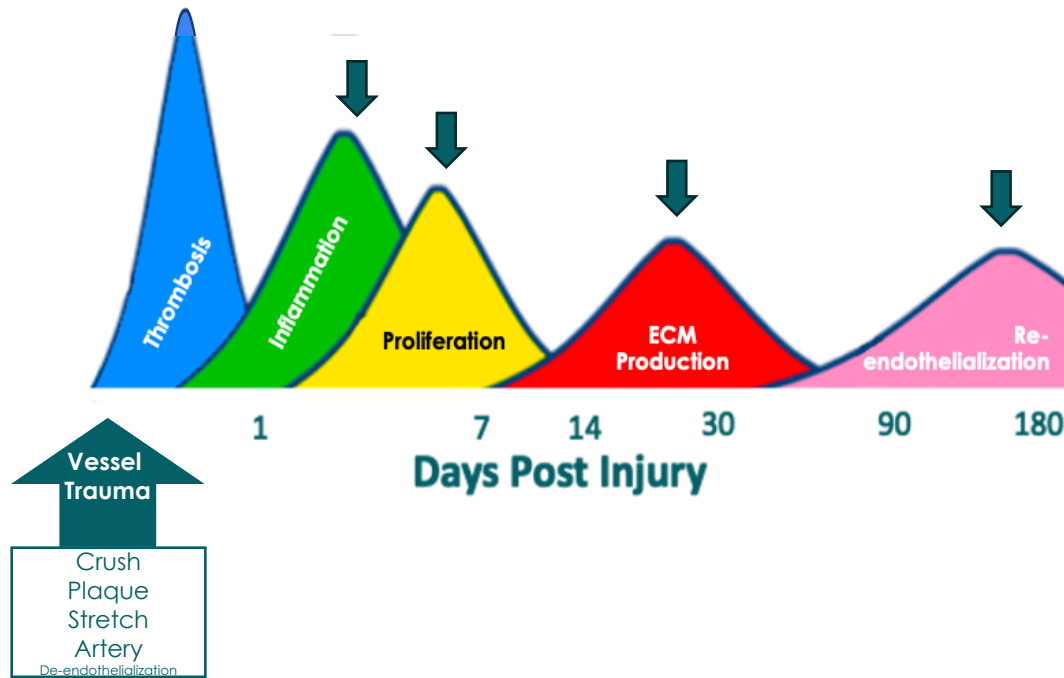 Thrombosis
Inflammation
Proliferation
ECM
Production
Re-
endothelialization
1 7 14 30 90 180
Days Post Injury
Vessel
Trauma
Crush
Plaque
Stretch
Artery
De-endothelialization